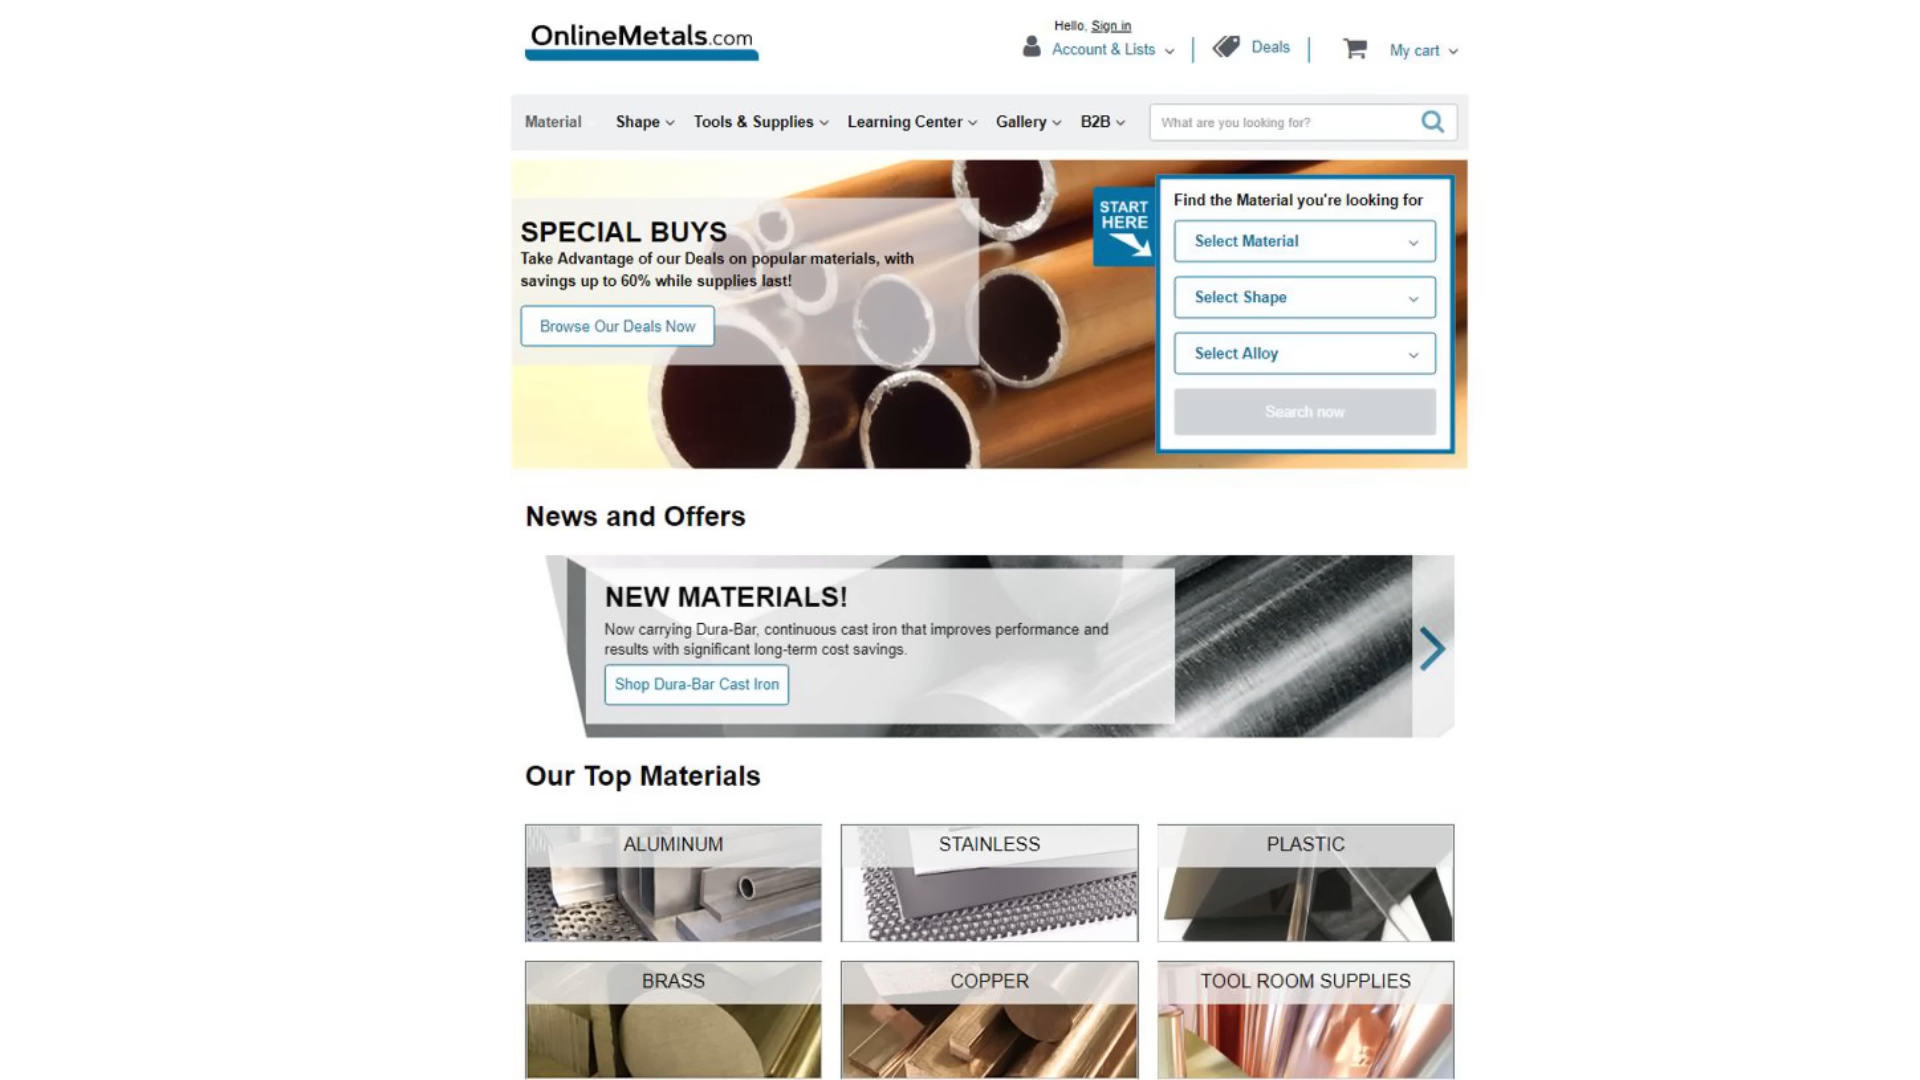 OnlineMetals.com
Hello, Sign in
Account & Lists
Deals
My cart
Material
Shape
Tools & Supplies
Learning Center
Gallery
B2B
What are you looking for?
SPECIAL BUYS
Take Advantage of our Deals on popular materials, with
savings up to 60% while supplies last!
Browse Our Deals Now
START
HERE
Find the Material you're looking for
Select Material
Select Shape
Select Alloy
Search now
News and Offers
NEW MATERIALS!
Now carrying Dura-Bar, continuous cast iron that improves performance and
results with significant long-term cost savings.
Shop Dura-Bar Cast Iron
Our Top Materials
ALUMINUM
STAINLESS
PLASTIC
BRASS
COPPER
TOOL ROOM SUPPLIES